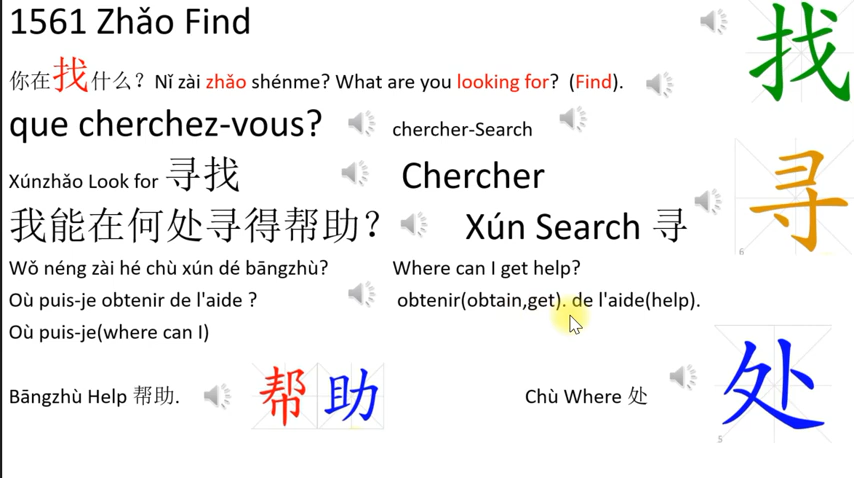 1561 Zhǎo Find
找
你在找什么？Nǐ zài zhǎo shénme? What are you looking for? (Find).
que cherchez-vous? chercher-Search
寻
6
Xúnzhǎo Look for 寻找 Chercher
我能在何处寻得帮助？ Xún Search 寻
Wǒ néng zài hé chù xún dé bāngzhù? Where can I get help?
Où puis-je obtenir de l'aide ? obtenir(obtain,get). de l'aide(help).
Où puis-je(where can I)
Bāngzhù Help 帮助. 帮助 Chù Where 处
处
5